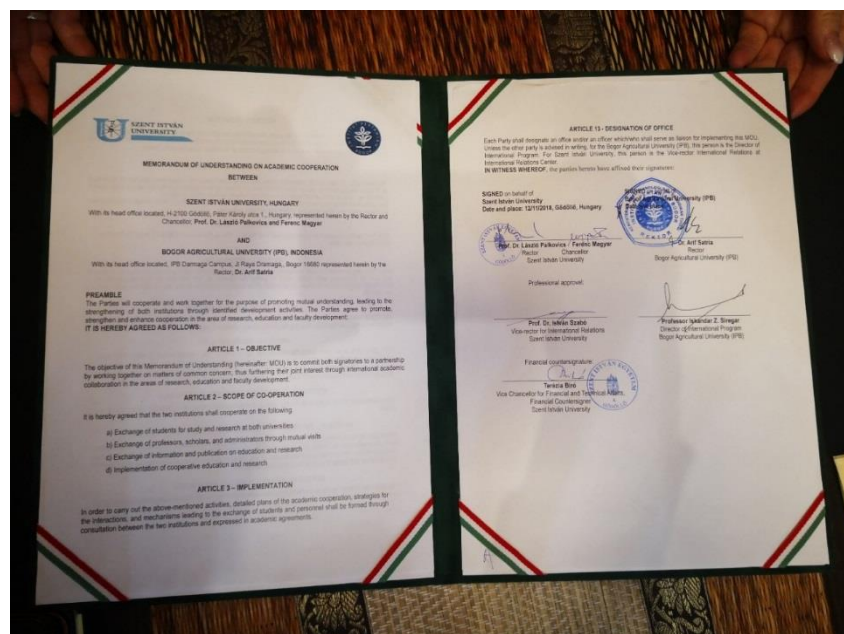 SZENT ISTVÁN
UNIVERSITY
MEMORANDUM OF UNDERSTANDING ON ACADEMIC COOPERATION
BETWEEN
SZENT ISTVÁN UNIVERSITY, HUNGARY
With its head office located, H-2100 Gödöllő, Páter Károly utca 1., Hungary, represented herein by the Rector and
Chancellor, Prof. Dr. László Palkovics and Ferenc Magyar
AND
BOGOR AGRICULTURAL UNIVERSITY (IPB), INDONESIA
With its head office located, IPB Darmaga Campus, Jl Raya Dramaga, Bogor 16680 represented herein by the
Rector, Dr. Arif Satria
PREAMBLE
The Parties will cooperate and work together for the purpose of promoting mutual understanding, leading to the
strengthening of both institutions through identified development activities. The Parties agree to promote,
strengthen and enhance cooperation in the area of research, education and faculty development.
IT IS HEREBY AGREED AS FOLLOWS:
ARTICLE 1 – OBJECTIVE
The objective of this Memorandum of Understanding (hereinafter: MOU) is to commit both signatories to a partnership
by working together on matters of common concern, thus furthering their joint interest through international academic
collaboration in the areas of research, education and faculty development.
ARTICLE 2 – SCOPE OF CO-OPERATION
It is hereby agreed that the two institutions shall cooperate on the following.
a) Exchange of students for study and research at both universities
b) Exchange of professors, scholars, and administrators through mutual visits
c) Exchange of information and publication on education and research
d) Implementation of cooperative education and research
ARTICLE 3 – IMPLEMENTATION
In order to carry out the above-mentioned activities, detailed plans of the academic cooperation, strategies for
the interactions, and mechanisms leading to the exchange of students and personnel shall be formed through
consultation between the two institutions and expressed in academic agreements.
ARTICLE 13 - DESIGNATION OF OFFICE
Each Party shall designate an office and/or an officer which/who shall serve as liaison for implementing this MOU.
Unless the other party is advised in writing, for the Bogor Agricultural University (IPB), this person is the Director of
International Program. For Szent István University, this person is the Vice-rector International Relations at
International Relations Center.
IN WITNESS WHEREOF, the parties hereto have affixed their signatures:
SIGNED on behalf of
Szent István University
Date and place: 12/11/2018, Gödöllő, Hungary
Agricultural University (IPB)
Prof. Dr. László Palkovics / Ferenc Magyar
Rector Chancellor
Szent István University
Dr. Arif Satria
Rector
Bogor Agricultural University (IPB)
Professional approval:
Prof. Dr. István Szabó
Vice-rector for International Relations
Szent István University
Professor Iskandar Z. Siregar
Director of International Program
Bogor Agricultural University (IPB)
Financial countersignature
SZENT ISTVÁN EGYETEM
Terézia Bíró
Vice Chancellor for Financial and Technical Affairs,
Financial Countersigner
Szent István University